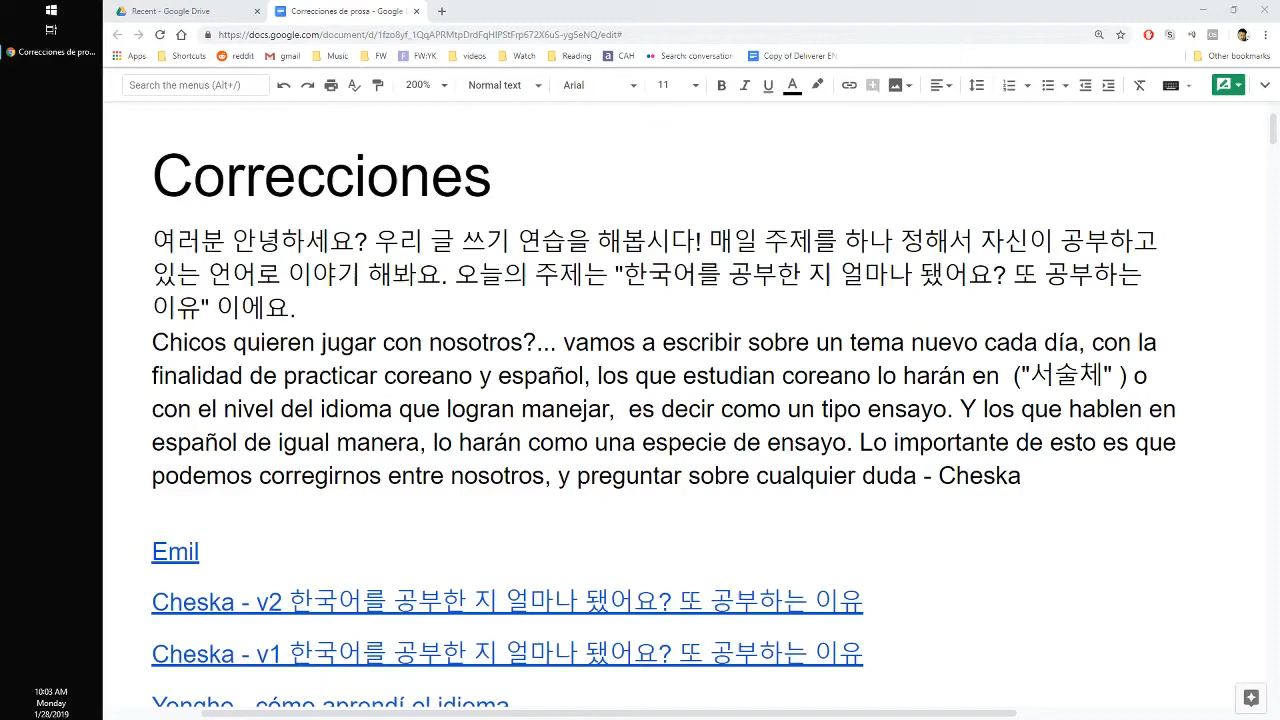 Recent - Google Drive
Correcciones de prosa - Google
Correcciones de pro...
https://docs.google.com/document/d/1fzo8yf_1QqAPRMtpDrdFqHIPStFrp672X6uS-yg5eNQ/edit#
Apps Shortcuts reddit gmail Music FW FW:YK videos Watch Reading CAH Search: conversation Copy of Deliver EN Other bookmarks
Search the menus (Alt+/) 200% Normal text Arial 11 B I U A
Correcciones
여러분 안녕하세요? 우리 글 쓰기 연습을 해봅시다! 매일 주제를 하나 정해서 자신이 공부하고
있는 언어로 이야기 해봐요. 오늘의 주제는 "한국어를 공부한 지 얼마나 됐어요? 또 공부하는
이유" 이에요.
Chicos quieren jugar con nosotros?... vamos a escribir sobre un tema nuevo cada día, con la
finalidad de practicar coreano y español, los que estudian coreano lo harán en ("서술체" ) o
con el nivel del idioma que logran manejar, es decir como un tipo ensayo. Y los que hablen en
español de igual manera, lo harán como una especie de ensayo. Lo importante de esto es que
podemos corregirnos entre nosotros, y preguntar sobre cualquier duda - Cheska
Emil
Cheska - v2 한국어를 공부한 지 얼마나 됐어요? 또 공부하는 이유
Cheska - v1 한국어를 공부한 지 얼마나 됐어요? 또 공부하는 이유
Yongho - cómo aprendí el idioma
10:03 AM
Monday
1/28/2019